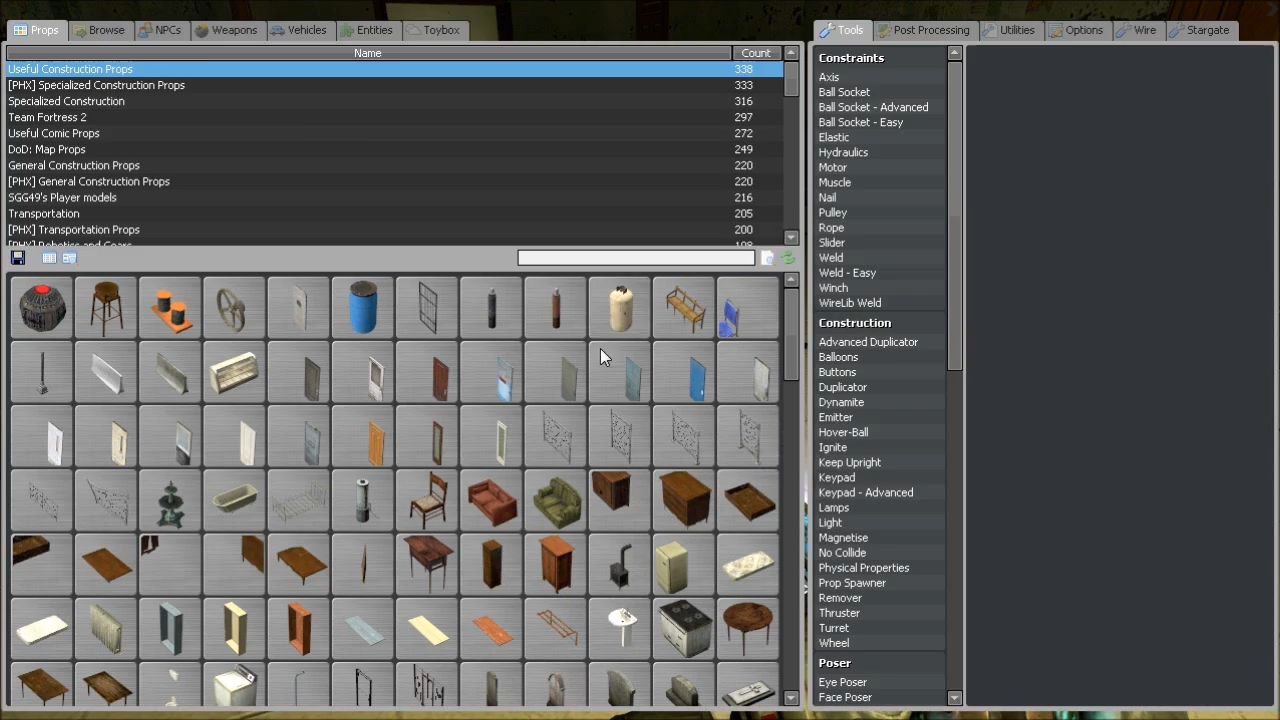 Props Browse NPCs Weapons Vehicles Entities Toybox
Name Count
Useful Construction Props 338
[PHX] Specialized Construction Props 333
Specialized Construction 316
Team Fortress 2 297
Useful Comic Props 272
DoD: Map Props 249
General Construction Props 220
[PHX] General Construction Props 220
SGG49's Player models 216
Transportation 205
[PHX] Transportation Props 200
[PHX] Robotics and Gears
Tools Post Processing Utilities Options Wire Stargate
Constraints
Axis
Ball Socket
Ball Socket - Advanced
Ball Socket - Easy
Elastic
Hydraulics
Motor
Muscle
Nail
Pulley
Rope
Slider
Weld
Weld - Easy
Winch
WireLib Weld
Construction
Advanced Duplicator
Balloons
Buttons
Duplicator
Dynamite
Emitter
Hover-Ball
Ignite
Keep Upright
Keypad
Keypad - Advanced
Lamps
Light
Magnetise
No Collide
Physical Properties
Prop Spawner
Remover
Thruster
Turret
Wheel
Poser
Eye Poser
Face Poser